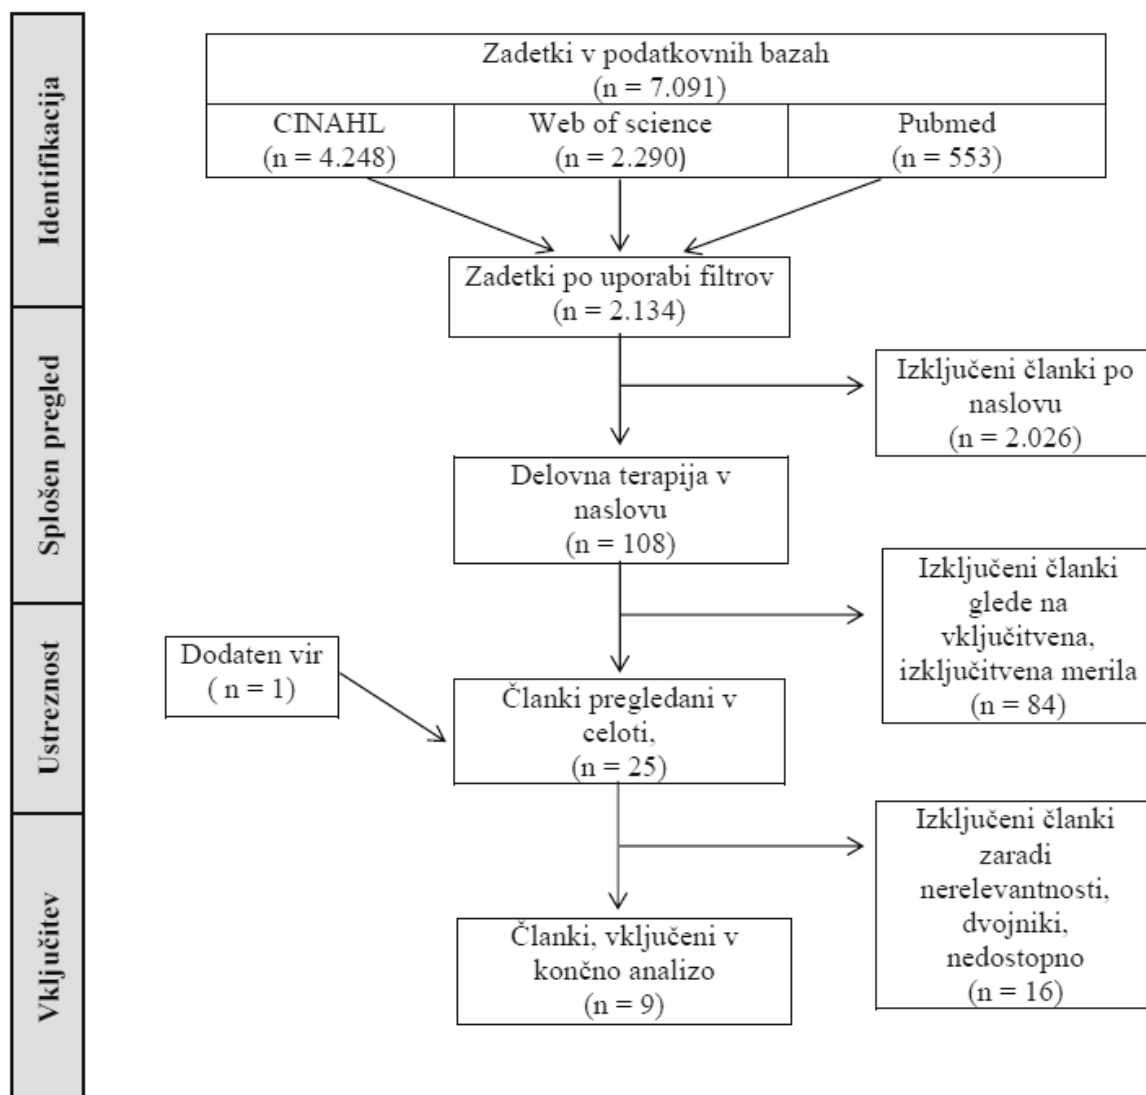 Identifikacija
Zadetki v podatkovnih bazah
(n = 7.091)
CINAHL
(n = 4.248)
Web of science
(n = 2.290)
Pubmed
(n = 553)
Zadetki po uporabi filtrov
(n = 2.134)
Splošen pregled
Izključeni članki po
naslovu
(n = 2.026)
Delovna terapija v
naslovu
(n = 108)
Izključeni članki
glede na
vključitvena,
izključitvena merila
(n = 84)
Ustreznost
Dodaten vir
( n = 1)
Članki pregledani v
celoti,
(n = 25)
Vključitev
Izključeni članki
zaradi
nerelevantnosti,
dvojniki,
nedostopno
(n = 16)
Članki, vključeni v
končno analizo
(n = 9)